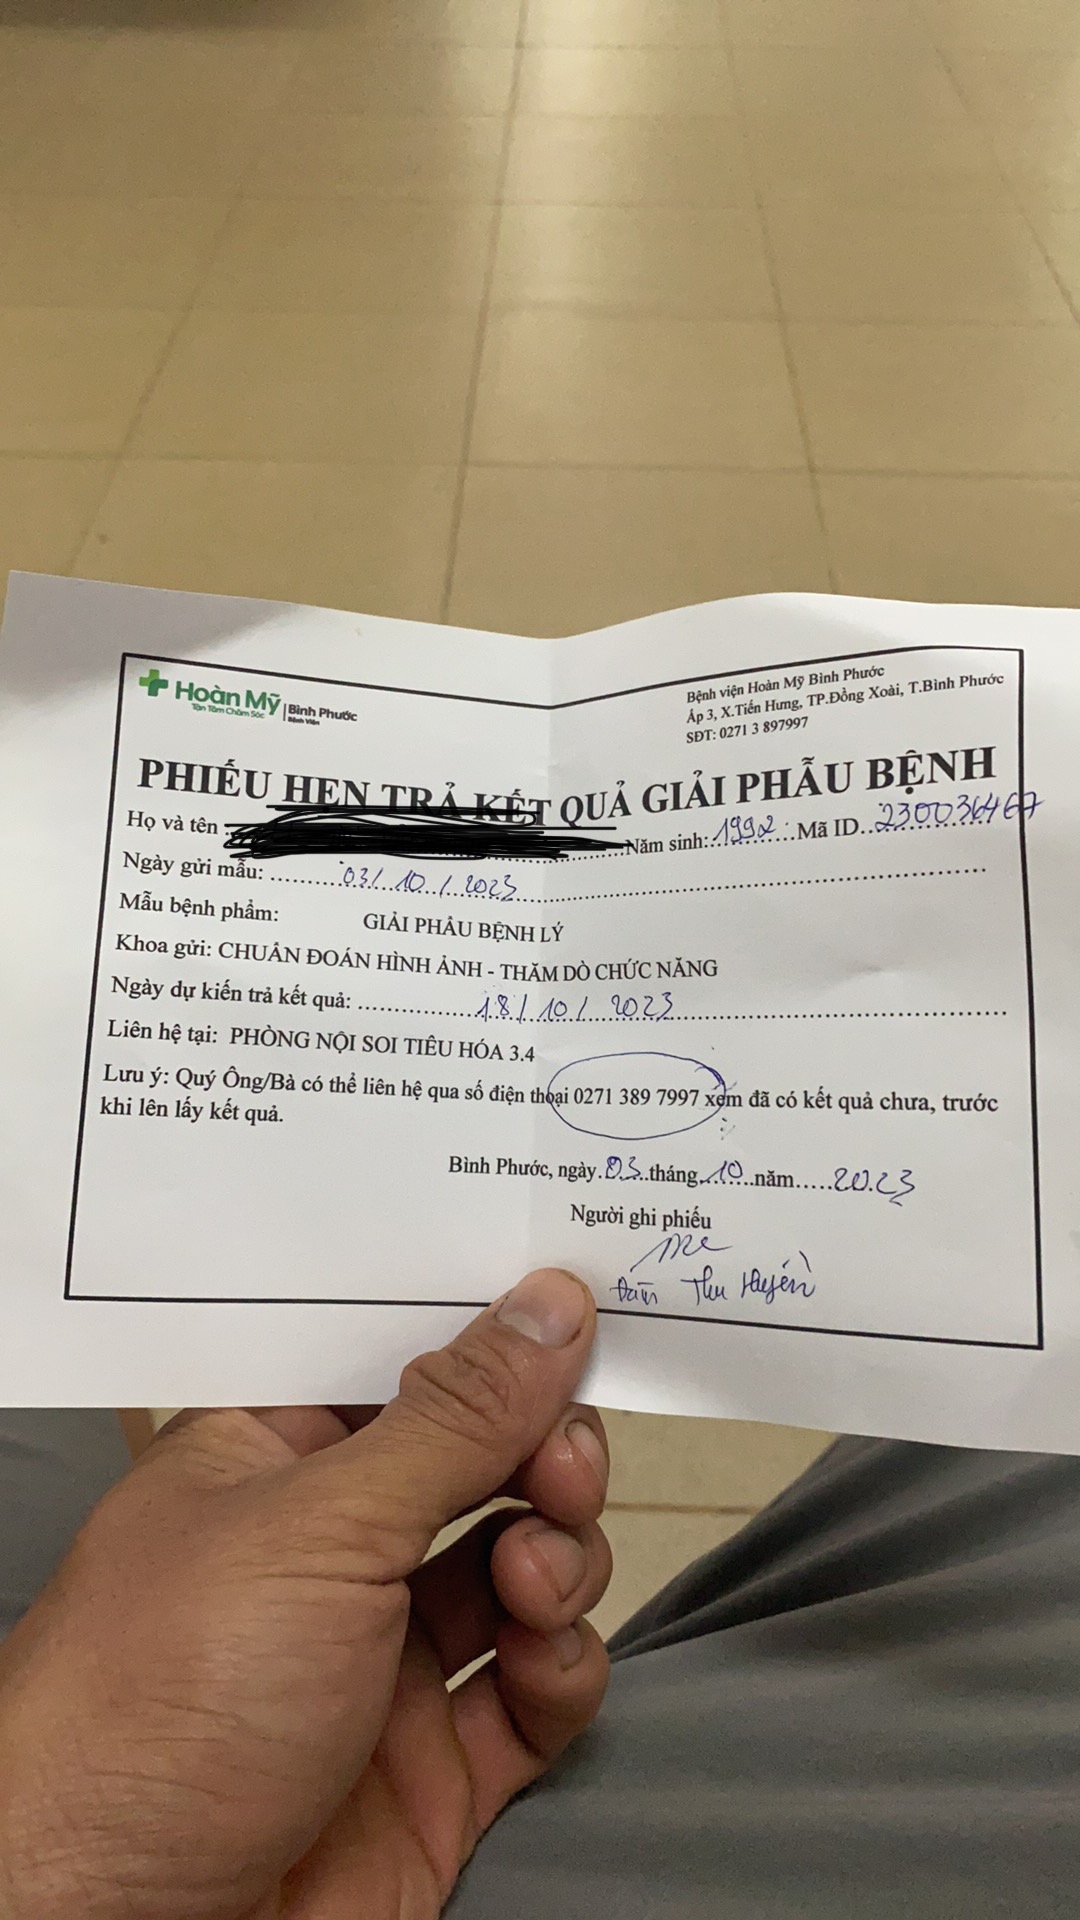 Hoàn Mỹ
Tận Tâm Chăm Sóc
Bình Phước
Bệnh viện
Bệnh viện Hoàn Mỹ Bình Phước
Ấp 3, X.Tiến Hưng, TP.Đồng Xoài, T.Bình Phước
SĐT: 0271 3 897997
PHIẾU HẸN TRẢ KẾT QUẢ GIẢI PHẪU BỆNH
Họ và tên : Năm sinh: 1992 Mã ID 230036467
Ngày gửi mẫu: 03/10/2023
Mẫu bệnh phẩm: GIẢI PHẪU BỆNH LÝ
Khoa gửi: CHUẨN ĐOÁN HÌNH ẢNH - THĂM DÒ CHỨC NĂNG
Ngày dự kiến trả kết quả: 18/10/2023
Liên hệ tại: PHÒNG NỘI SOI TIÊU HÓA 3.4
Lưu ý: Quý Ông/Bà có thể liên hệ qua số điện thoại 0271 389 7997 xem đã có kết quả chưa, trước
khi lên lấy kết quả.
Bình Phước, ngày 03 tháng 10 năm 2023
Người ghi phiếu
Thu Huyền